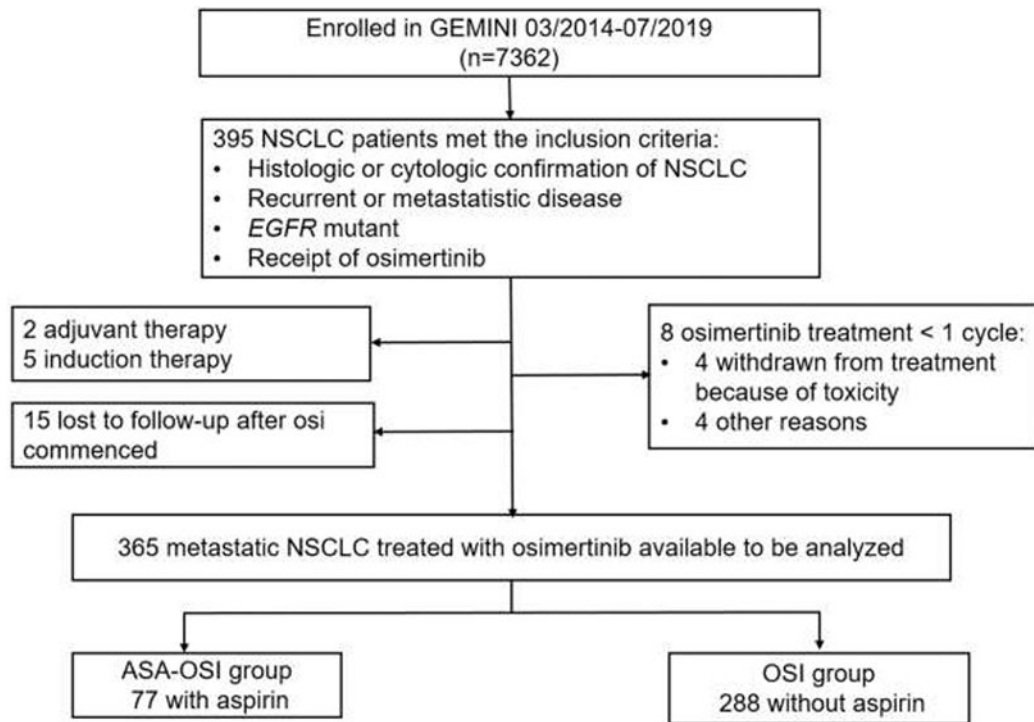 Enrolled in GEMINI 03/2014-07/2019
(n=7362)
395 NSCLC patients met the inclusion criteria:
• Histologic or cytologic confirmation of NSCLC
• Recurrent or metastatistic disease
• EGFR mutant
• Receipt of osimertinib
2 adjuvant therapy
5 induction therapy
8 osimertinib treatment < 1 cycle:
• 4 withdrawn from treatment
because of toxicity
• 4 other reasons
15 lost to follow-up after osi
commenced
365 metastatic NSCLC treated with osimertinib available to be analyzed
ASA-OSI group
77 with aspirin
OSI group
288 without aspirin